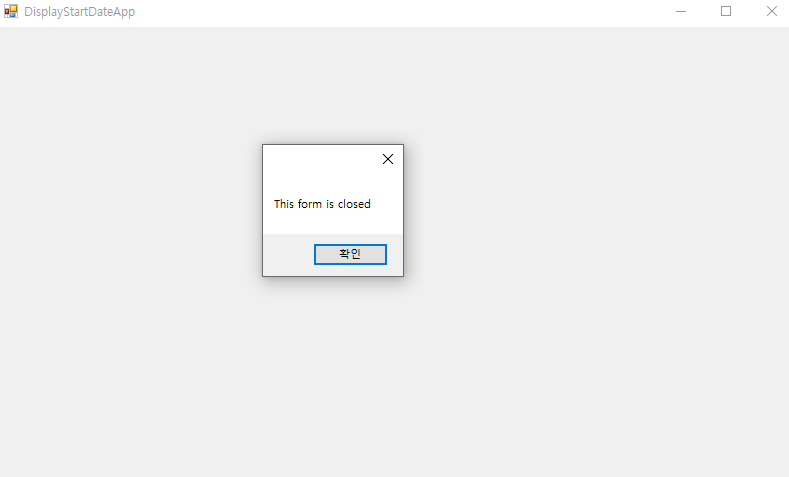 DisplayStartDateApp
This form is closed
확인